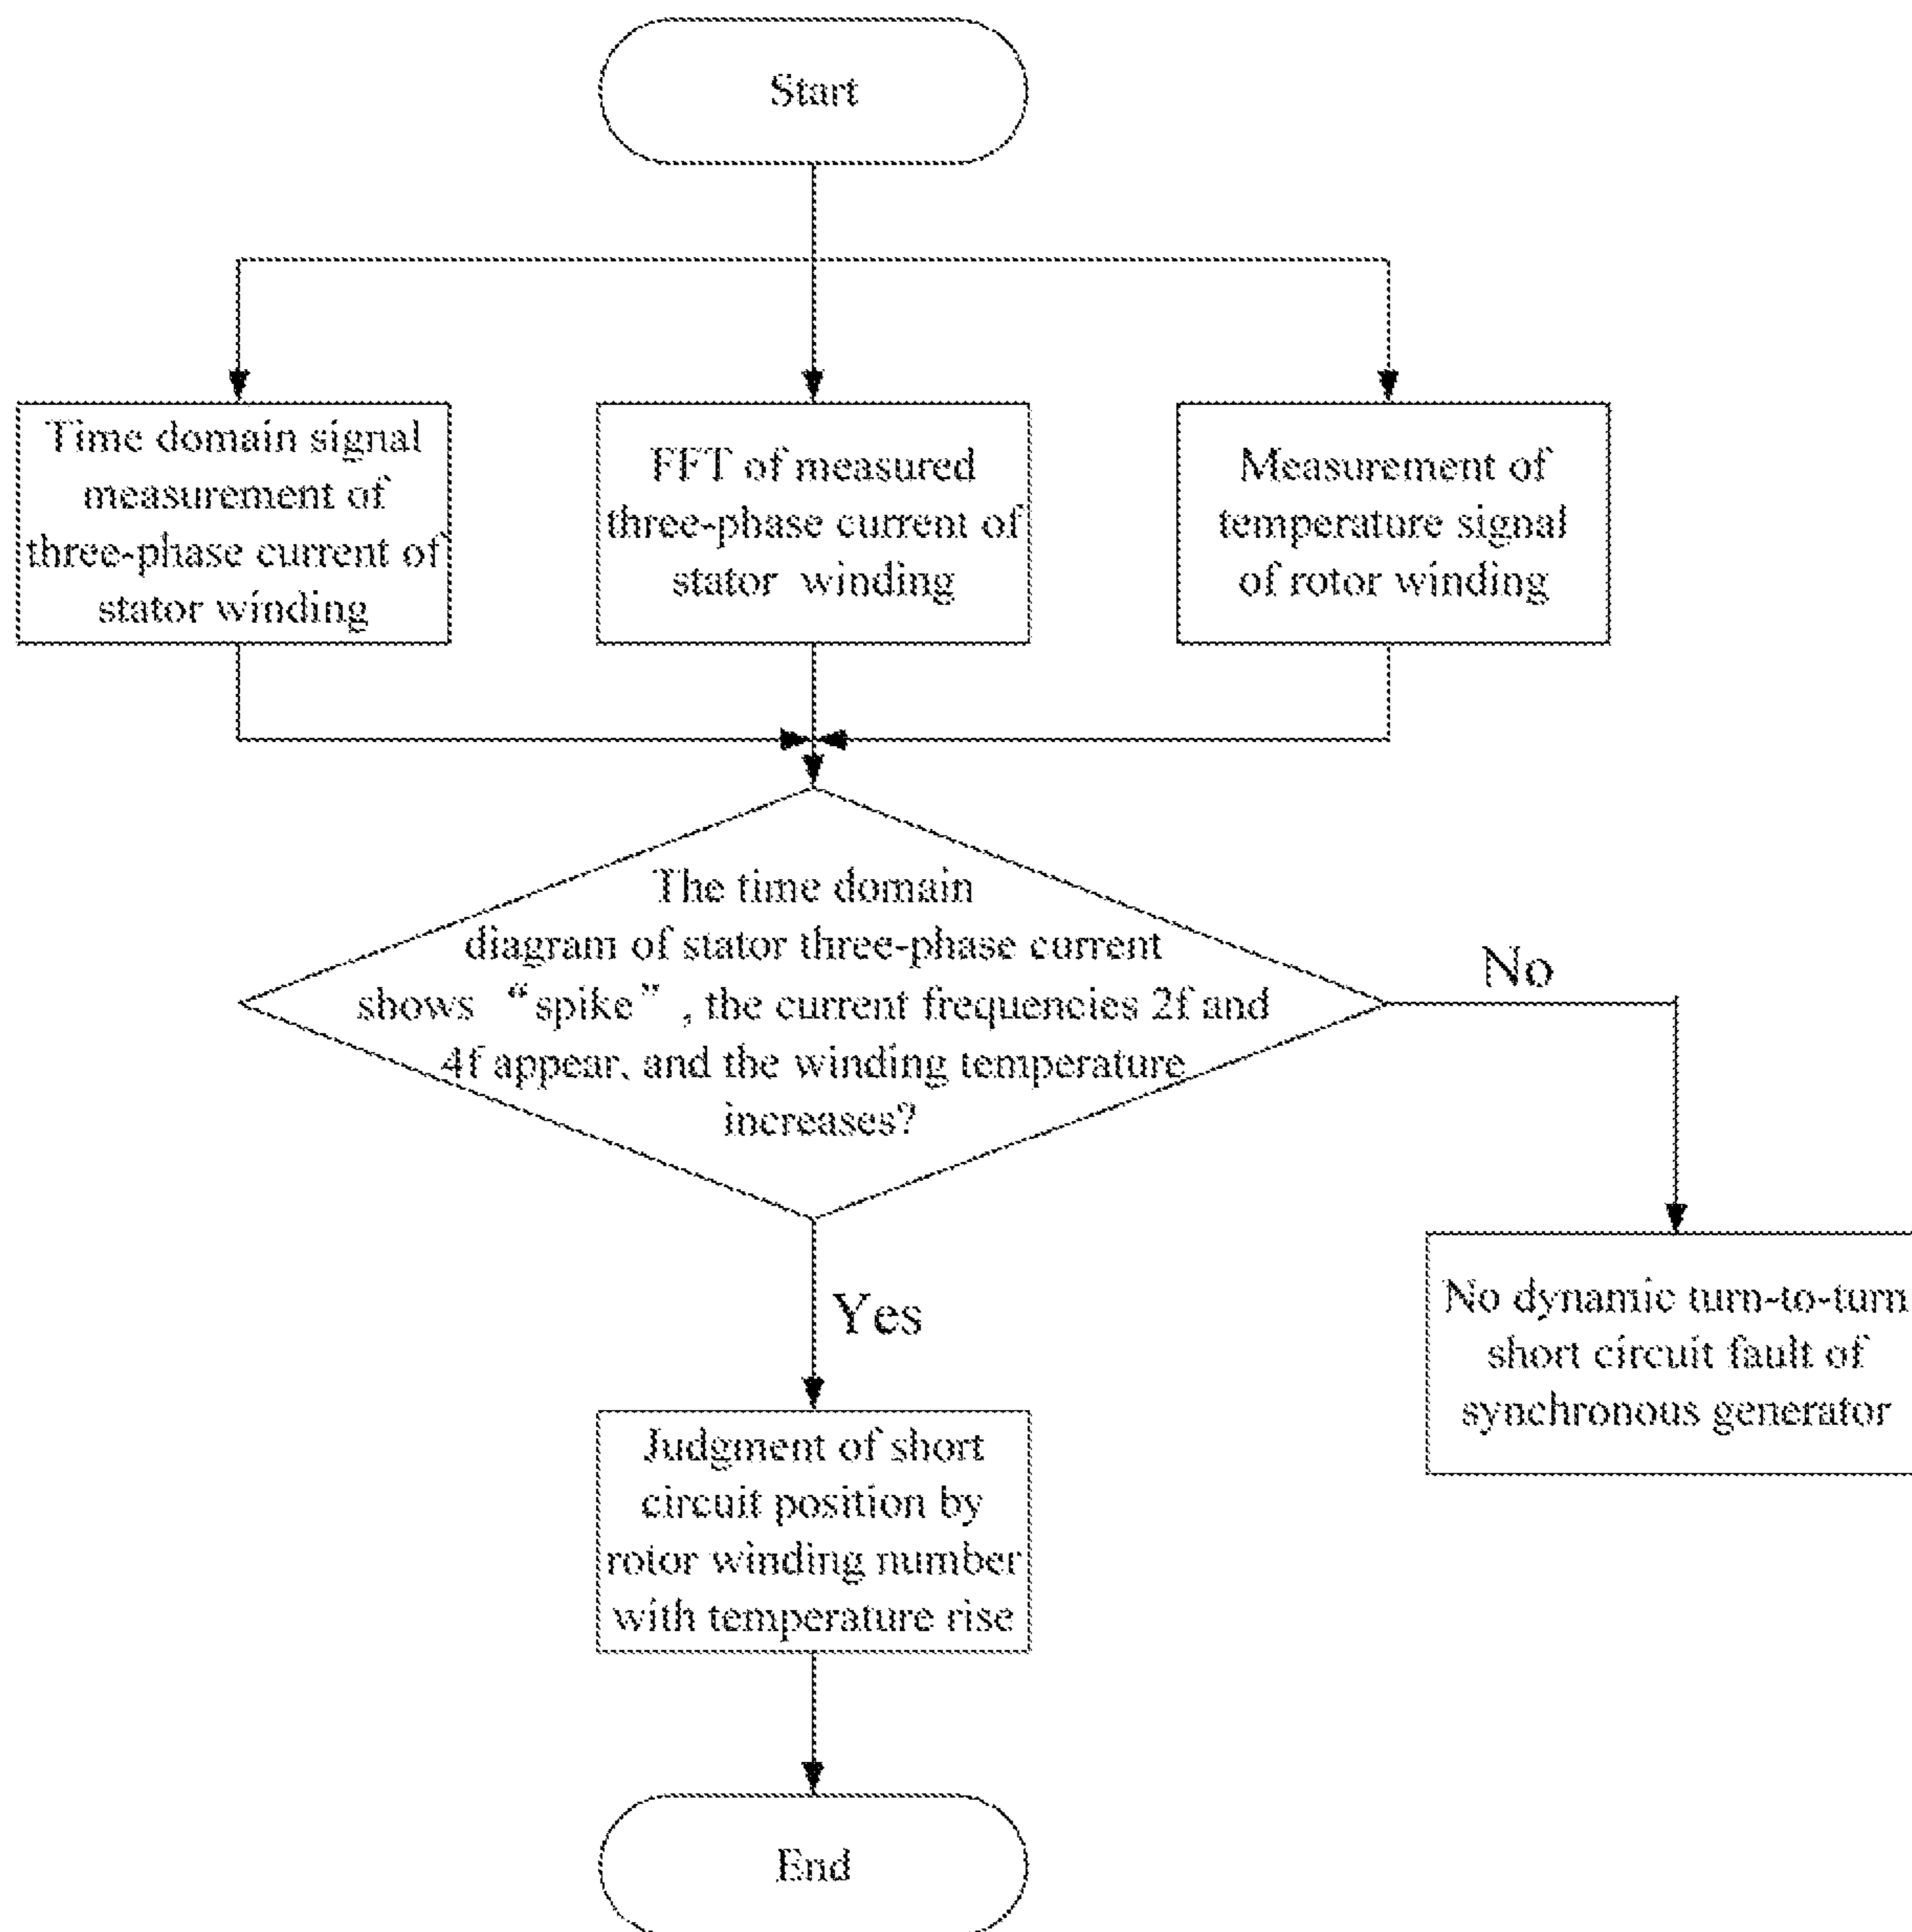 Start
Time domain signal
measurement of
three-phase current of
stator winding
FFT of measured
three-phase current of
stator winding
Measurement of
temperature signal
of rotor winding
The time domain
diagram of stator three-phase current
shows “spike”, the current frequencies 2f and
4f appear, and the winding temperature
increases?
No
Yes
No dynamic turn-to-turn
short circuit fault of
synchronous generator
Judgment of short
circuit position by
rotor winding number
with temperature rise
End